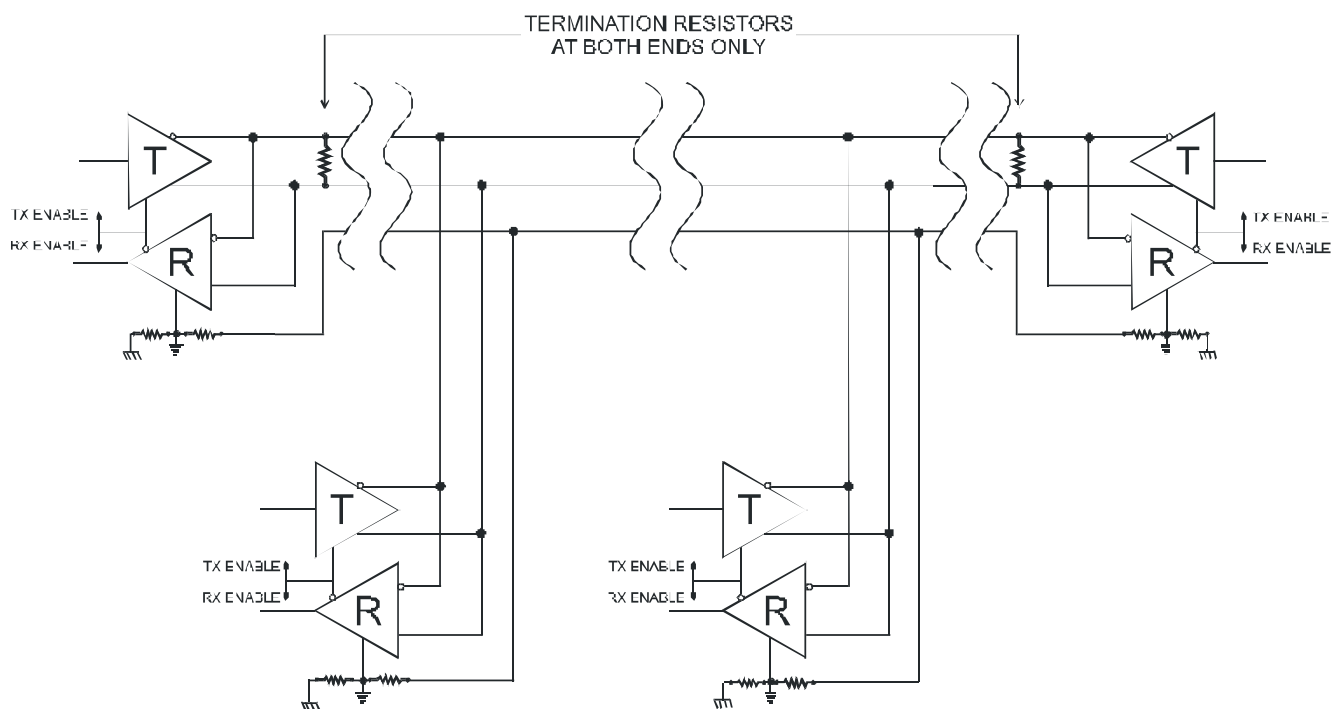 TERMINATION RESISTORS
AT BOTH ENDS ONLY
T
T
TX ENABLE
RX ENABLE
R
TX ENABLE
RX ENABLE
R
T
T
TX ENABLE
RX ENABLE
R
TX ENABLE
RX ENABLE
R